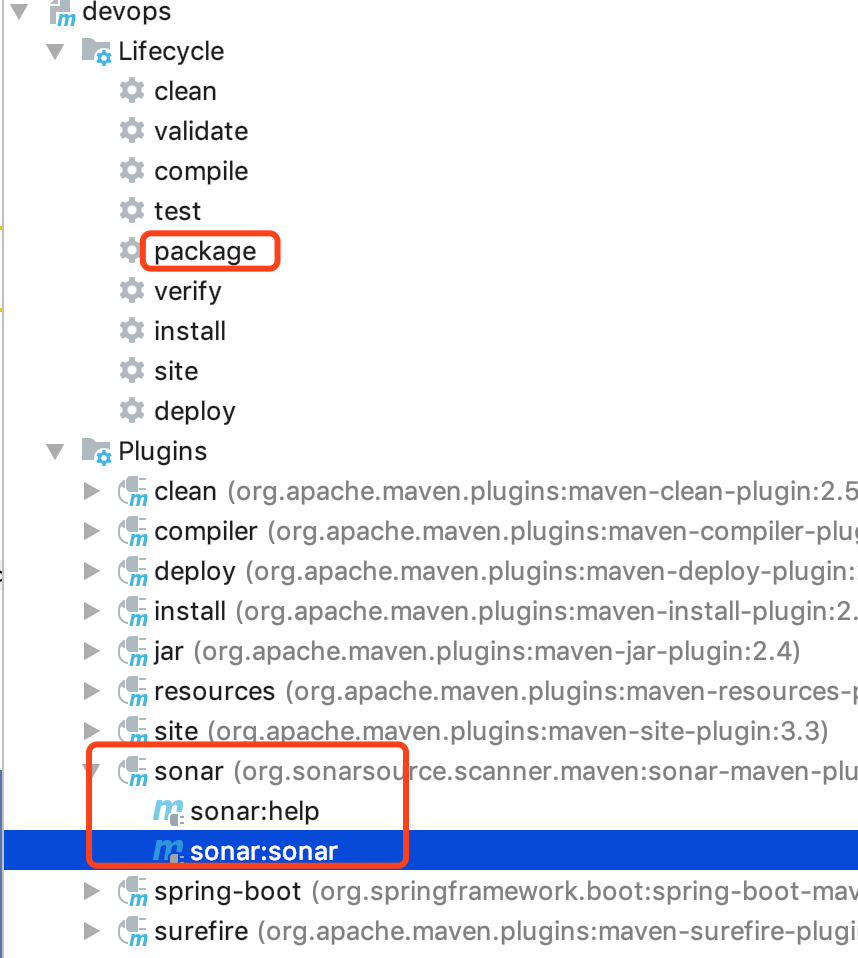 devops
Lifecycle
clean
validate
compile
test
package
verify
install
site
deploy
Plugins
clean (org.apache.maven.plugins:maven-clean-plugin:2.5
compiler (org.apache.maven.plugins:maven-compiler-plug
deploy (org.apache.maven.plugins:maven-deploy-plugin:
install (org.apache.maven.plugins:maven-install-plugin:2.
jar (org.apache.maven.plugins:maven-jar-plugin:2.4)
resources (org.apache.maven.plugins:maven-resources-p
site (org.apache.maven.plugins:maven-site-plugin:3.3)
sonar (org.sonarsource.scanner.maven:sonar-maven-plu
sonar:help
sonar:sonar
spring-boot (org.springframework.boot:spring-boot-mav
surefire (org.apache.maven.plugins:maven-surefire-plugi